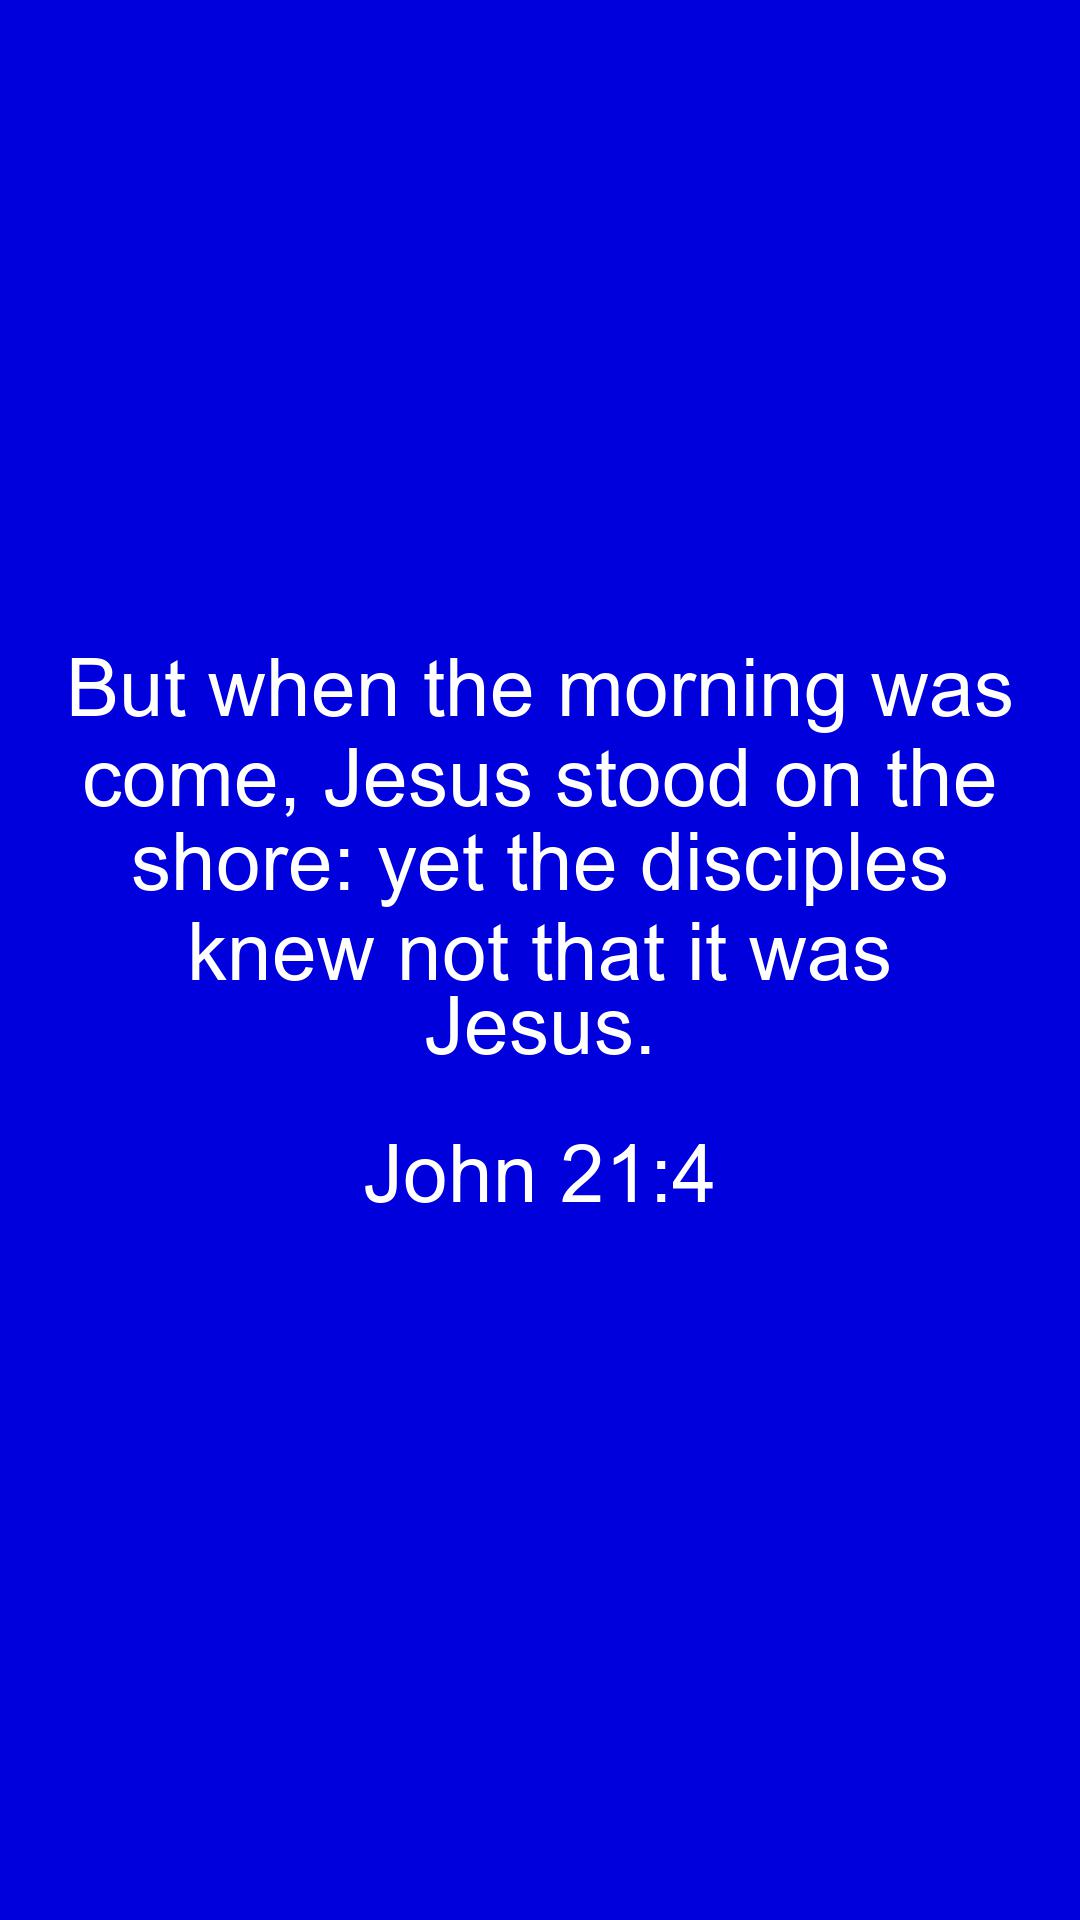 But when the morning was
come, Jesus stood on the
shore: yet the disciples
knew not that it was
Jesus.
John 21:4